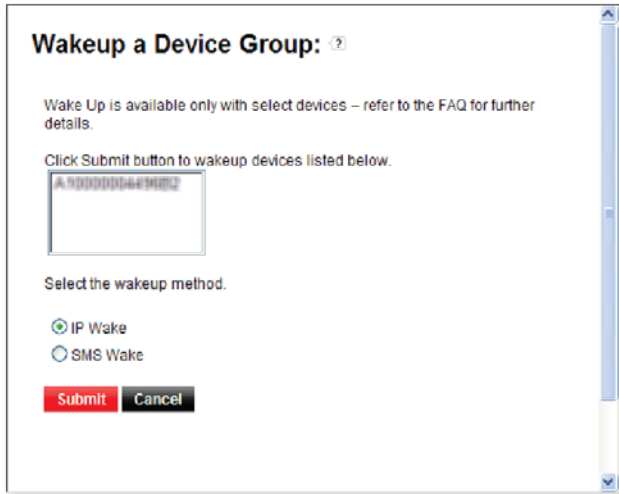 Wakeup a Device Group: ?
Wake Up is available only with select devices – refer to the FAQ for further
details.
Click Submit button to wakeup devices listed below.
Select the wakeup method.
IP Wake
SMS Wake
Submit Cancel